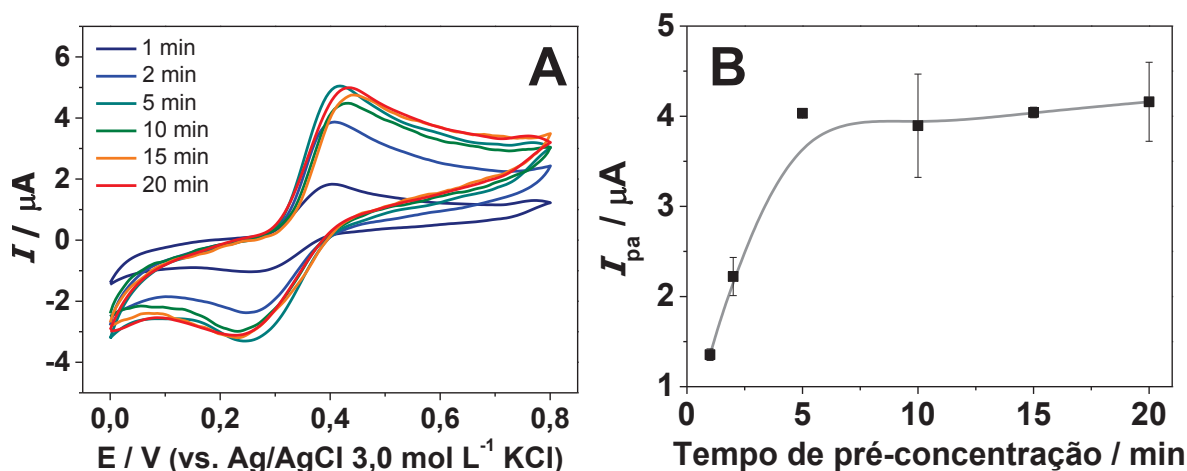 A
I / µA
6
4
2
0
-2
-4
1 min
2 min
5 min
10 min
15 min
20 min
0,0 0,2 0,4 0,6 0,8
E / V (vs. Ag/AgCl 3,0 mol L⁻¹ KCl)
B
I_pa / µA
5
4
3
2
1
0 5 10 15 20
Tempo de pré-concentração / min